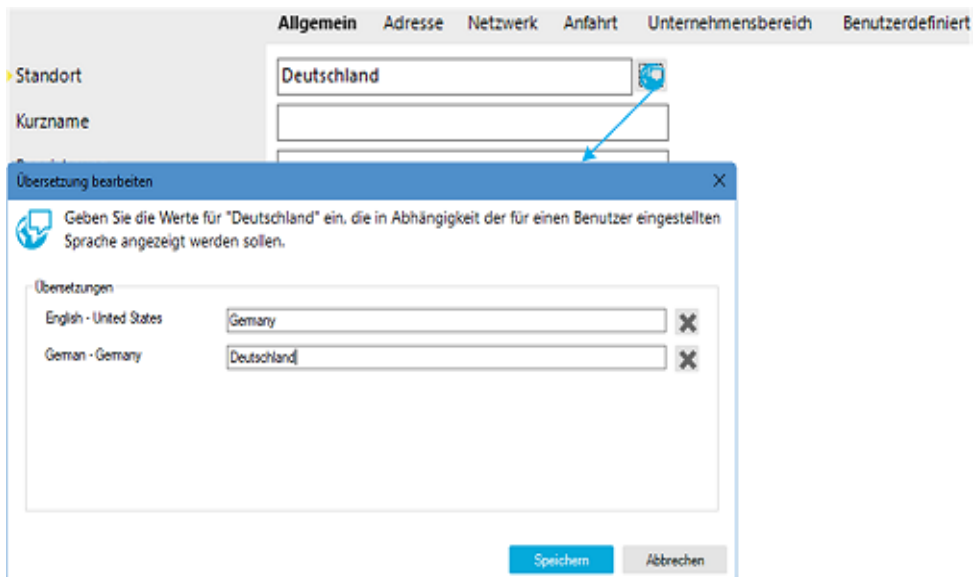 Allgemein Adresse Netzwerk Anfahrt Unternehmensbereich Benutzerdefiniert
Standort Deutschland
Kurzname
Übersetzung bearbeiten
Geben Sie die Werte für "Deutschland" ein, die in Abhängigkeit der für einen Benutzer eingestellten
Sprache angezeigt werden sollen.
Übersetzungen
English - United States Germany
German - Germany Deutschland
Speichern Abbrechen